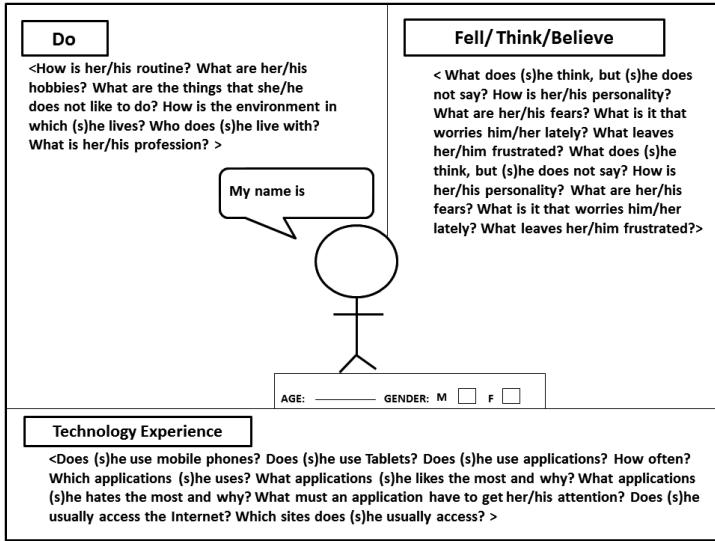 Do
<How is her/his routine? What are her/his
hobbies? What are the things that she/he
does not like to do? How is the environment in
which (s)he lives? Who does (s)he live with?
What is her/his profession? >
Fell/ Think/Believe
< What does (s)he think, but (s)he does
not say? How is her/his personality?
What are her/his fears? What is it that
worries him/her lately? What leaves
her/him frustrated? What does (s)he
think, but (s)he does not say? How is
her/his personality? What are her/his
fears? What is it that worries him/her
lately? What leaves her/him frustrated?>
My name is
AGE: ________ GENDER: M F
Technology Experience
<Does (s)he use mobile phones? Does (s)he use Tablets? Does (s)he use applications? How often?
Which applications (s)he uses? What applications (s)he likes the most and why? What applications
(s)he hates the most and why? What must an application have to get her/his attention? Does (s)he
usually access the Internet? Which sites does (s)he usually access? >